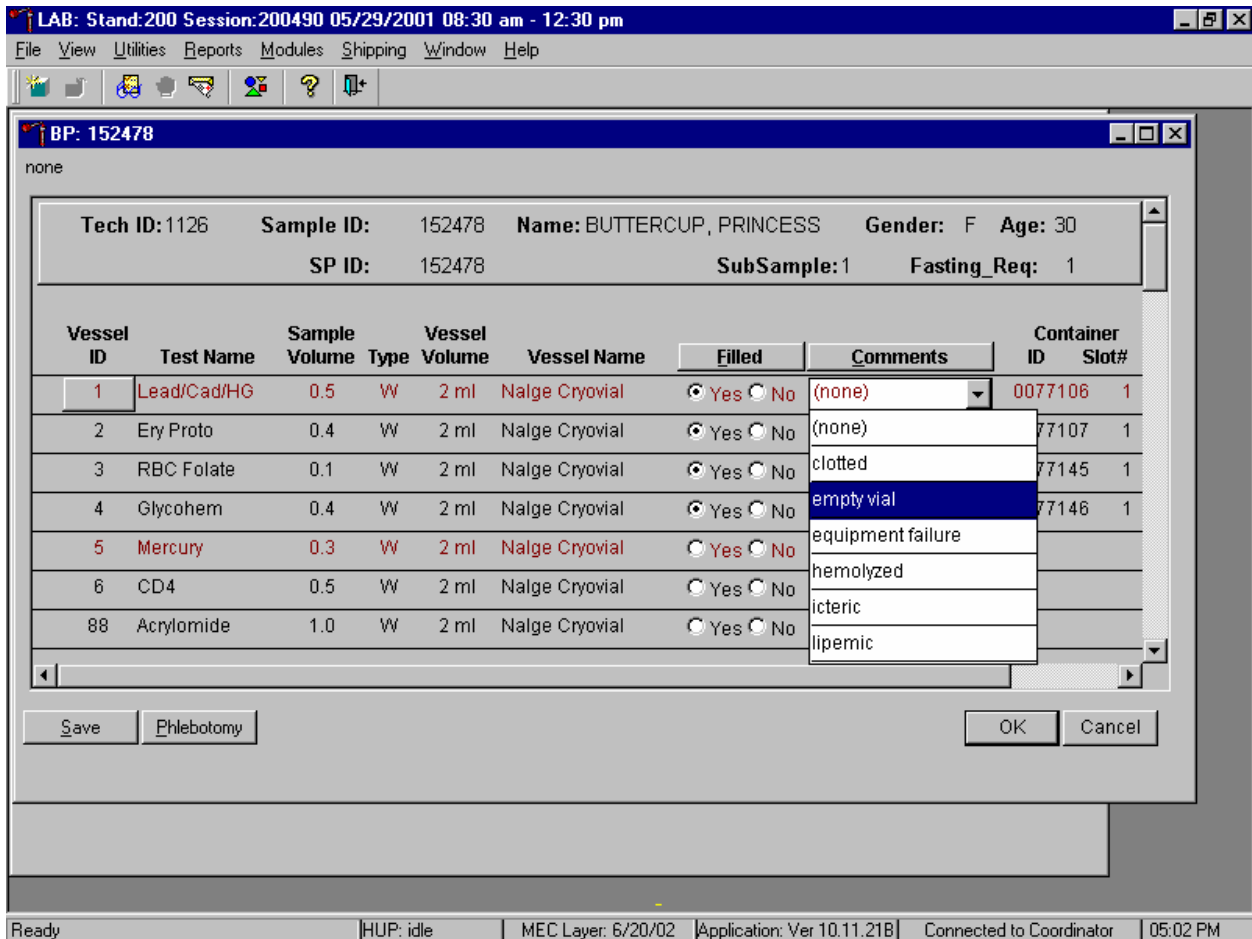 LAB: Stand:200 Session:200490 05/29/2001 08:30 am - 12:30 pm
File View Utilities Reports Modules Shipping Window Help
BP: 152478
none
Tech ID: 1126 Sample ID: 152478 Name: BUTTERCUP, PRINCESS Gender: F Age: 30
SP ID: 152478 SubSample: 1 Fasting_Req: 1
Vessel Sample Vessel Container
ID Test Name Volume Type Volume Vessel Name Filled Comments ID Slot#
1 Lead/Cad/HG 0.5 W 2 ml Nalge Cryovial Yes No (none) 0077106 1
2 Ery Proto 0.4 W 2 ml Nalge Cryovial Yes No (none) 77107 1
3 RBC Folate 0.1 W 2 ml Nalge Cryovial Yes No clotted 77145 1
4 Glycohem 0.4 W 2 ml Nalge Cryovial Yes No empty vial 77146 1
5 Mercury 0.3 W 2 ml Nalge Cryovial Yes No equipment failure
6 CD4 0.5 W 2 ml Nalge Cryovial Yes No hemolyzed
88 Acrylomide 1.0 W 2 ml Nalge Cryovial Yes No icteric
lipemic
Save Phlebotomy OK Cancel
Ready HUP: idle MEC Layer: 6/20/02 Application: Ver 10.11.21B Connected to Coordinator 05:02 PM